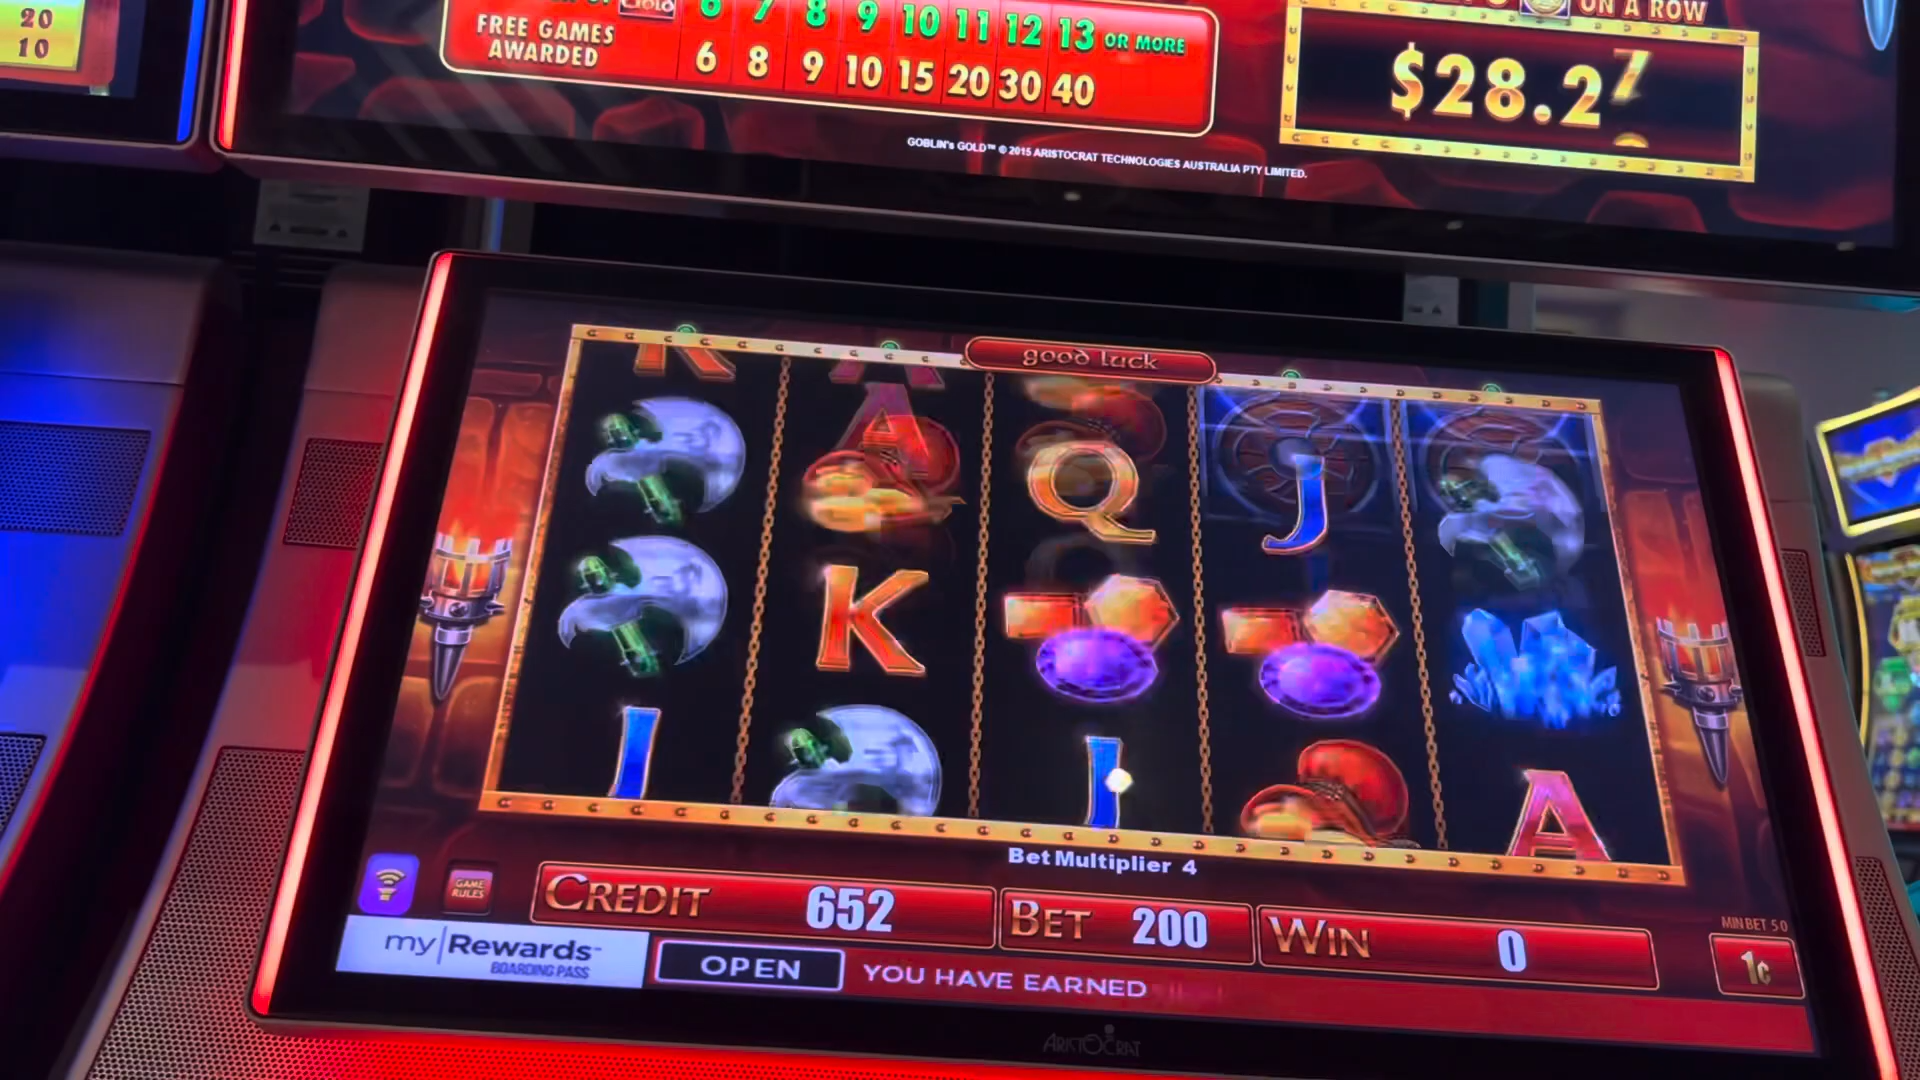 20
10
6 7 8 9 10 11 12 13 OR MORE
FREE GAMES
AWARDED
6 8 9 10 15 20 30 40
ON A ROW
$28.27
GOBLIN's GOLD™ © 2015 ARISTOCRAT TECHNOLOGIES AUSTRALIA PTY LIMITED.
good luck
K
A
Q
J
K
J
J
A
Bet Multiplier 4
GAME
RULES
CREDIT 652
BET 200
WIN 0
MIN BET 50
1¢
my|Rewards™
BOARDING PASS
OPEN
YOU HAVE EARNED
ARISTOCRAT